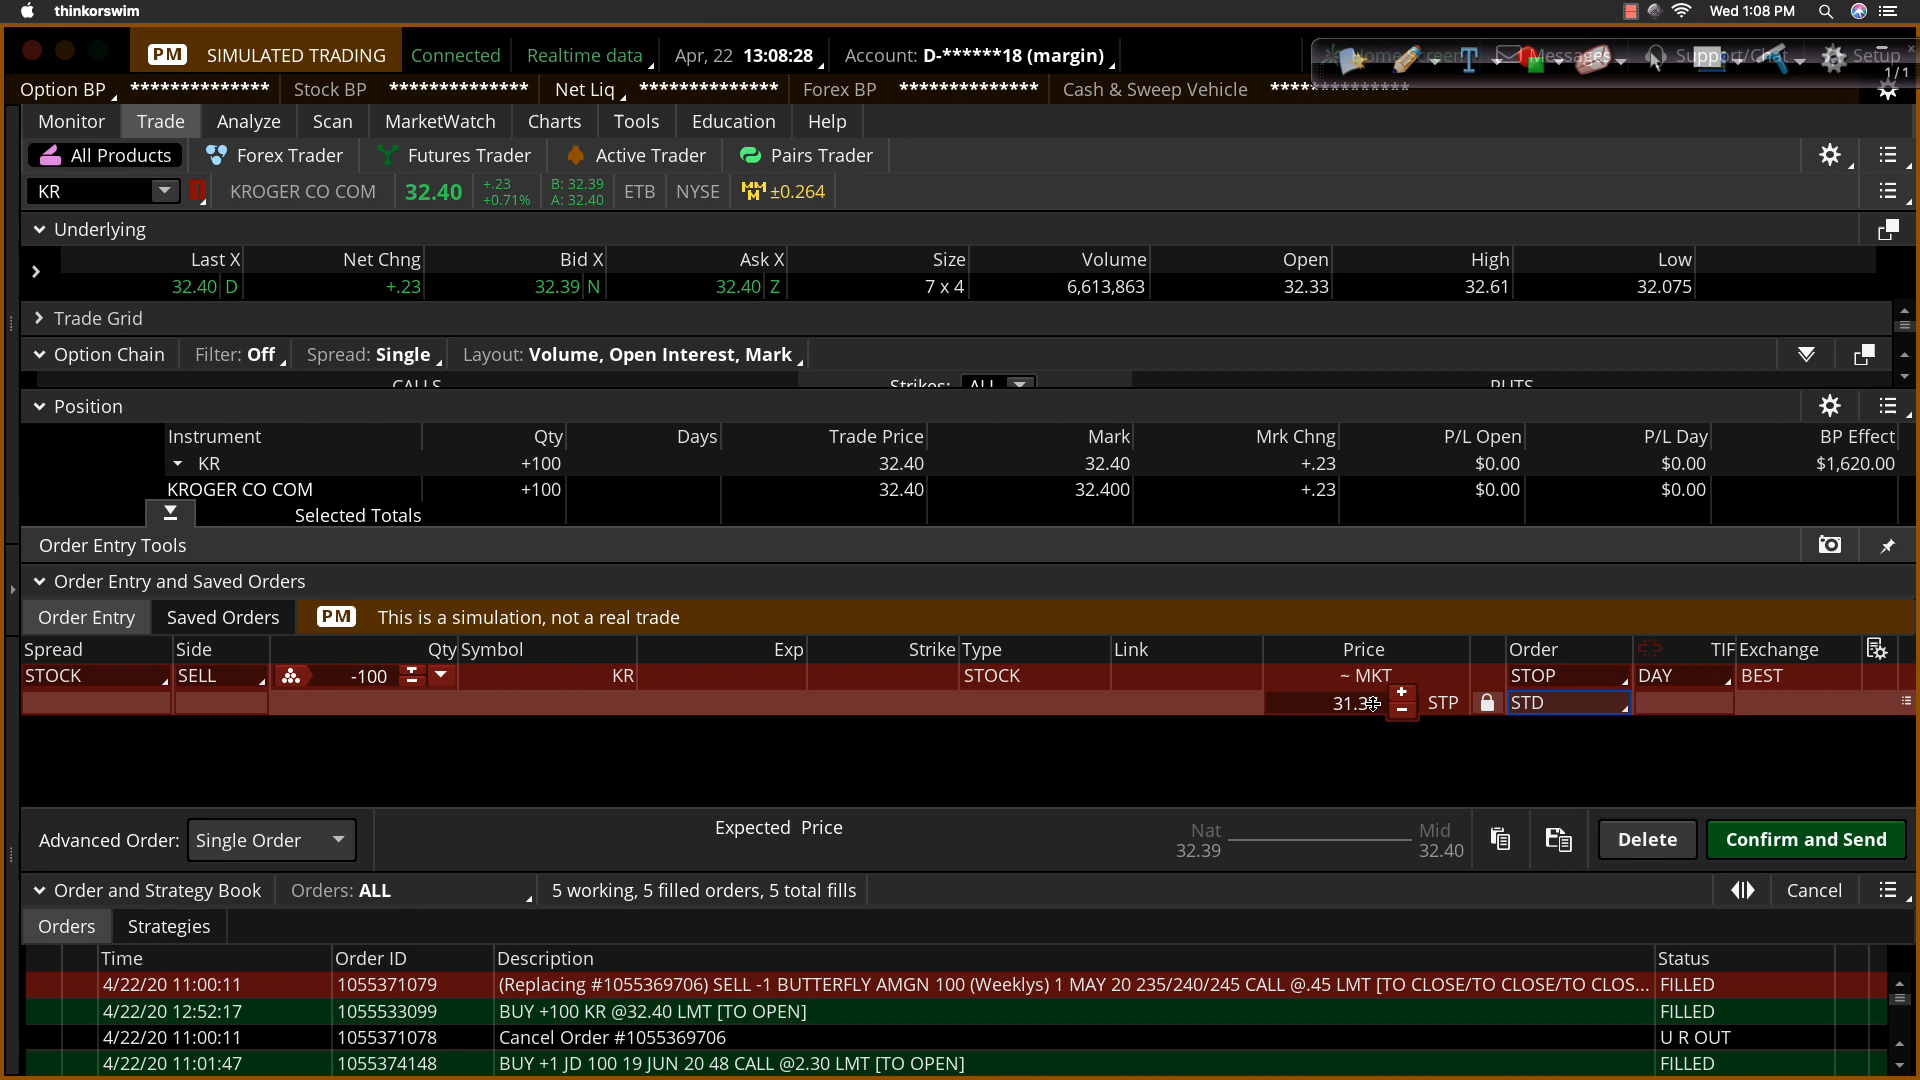 thinkorswim
Wed 1:08 PM
PM SIMULATED TRADING Connected Realtime data Apr, 22 13:08:28 Account: D-******18 (margin) Home Screen Messages Support/Chat Setup
1/1
Option BP ************** Stock BP ************** Net Liq ************** Forex BP ************** Cash & Sweep Vehicle **************
Monitor Trade Analyze Scan MarketWatch Charts Tools Education Help
All Products Forex Trader Futures Trader Active Trader Pairs Trader
KR 1 KROGER CO COM 32.40 +.23 B: 32.39 ETB NYSE MM ±0.264
+0.71% A: 32.40
Underlying
Last X Net Chng Bid X Ask X Size Volume Open High Low
32.40 D +.23 32.39 N 32.40 Z 7 x 4 6,613,863 32.33 32.61 32.075
Trade Grid
Option Chain Filter: Off Spread: Single Layout: Volume, Open Interest, Mark
CALLS Strikes: ALL PUTS
Position
Instrument Qty Days Trade Price Mark Mrk Chng P/L Open P/L Day BP Effect
KR +100 32.40 32.40 +.23 $0.00 $0.00 $1,620.00
KROGER CO COM +100 32.40 32.400 +.23 $0.00 $0.00
Selected Totals
Order Entry Tools
Order Entry and Saved Orders
Order Entry Saved Orders PM This is a simulation, not a real trade
Spread Side Qty Symbol Exp Strike Type Link Price Order TIF Exchange
STOCK SELL -100 KR STOCK ~ MKT STOP DAY BEST
STP STD
Advanced Order: Single Order Expected Price Nat Mid Delete Confirm and Send
32.39 32.40
Order and Strategy Book Orders: ALL 5 working, 5 filled orders, 5 total fills Cancel
Orders Strategies
Time Order ID Description Status
4/22/20 11:00:11 1055371079 (Replacing #1055369706) SELL -1 BUTTERFLY AMGN 100 (Weeklys) 1 MAY 20 235/240/245 CALL @.45 LMT [TO CLOSE/TO CLOSE/TO CLOS... FILLED
4/22/20 12:52:17 1055533099 BUY +100 KR @32.40 LMT [TO OPEN] FILLED
4/22/20 11:00:11 1055371078 Cancel Order #1055369706 U R OUT
4/22/20 11:01:47 1055374148 BUY +1 JD 100 19 JUN 20 48 CALL @2.30 LMT [TO OPEN] FILLED